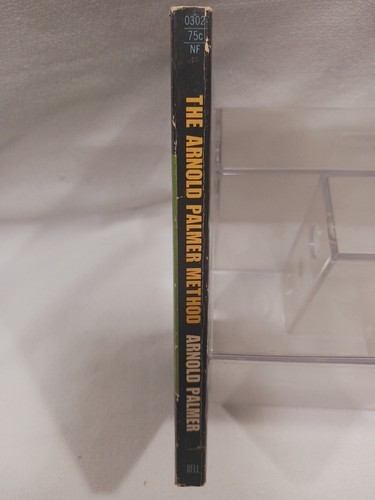 0302
75c
NF
THE ARNOLD PALMER METHOD ARNOLD PALMER
DELL